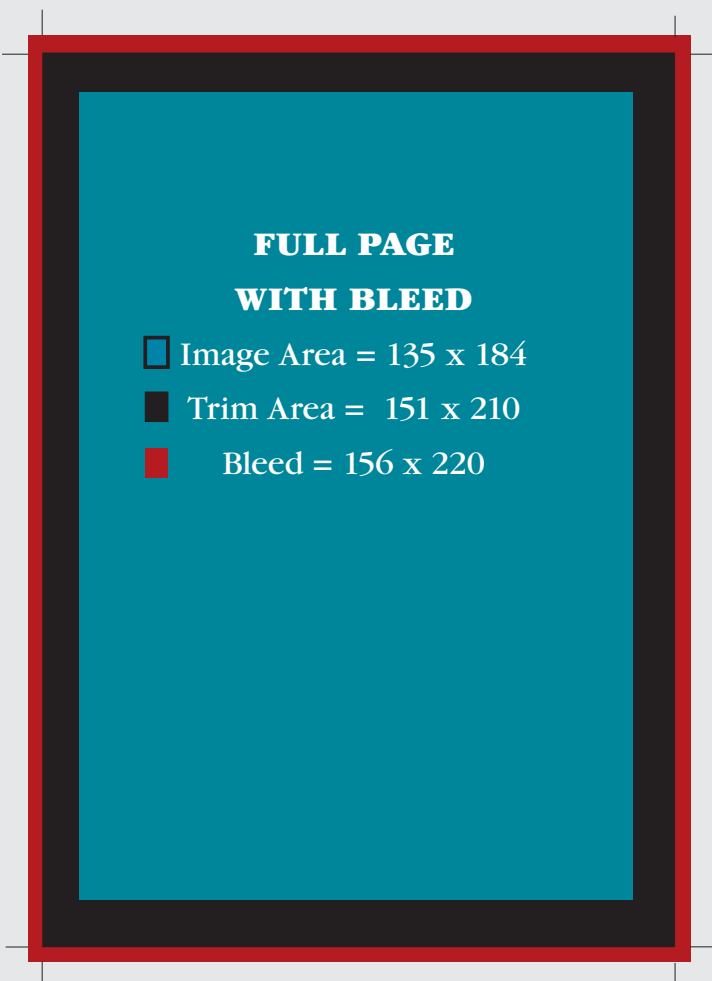 FULL PAGE
WITH BLEED
Image Area = 135 x 184
Trim Area = 151 x 210
Bleed = 156 x 220